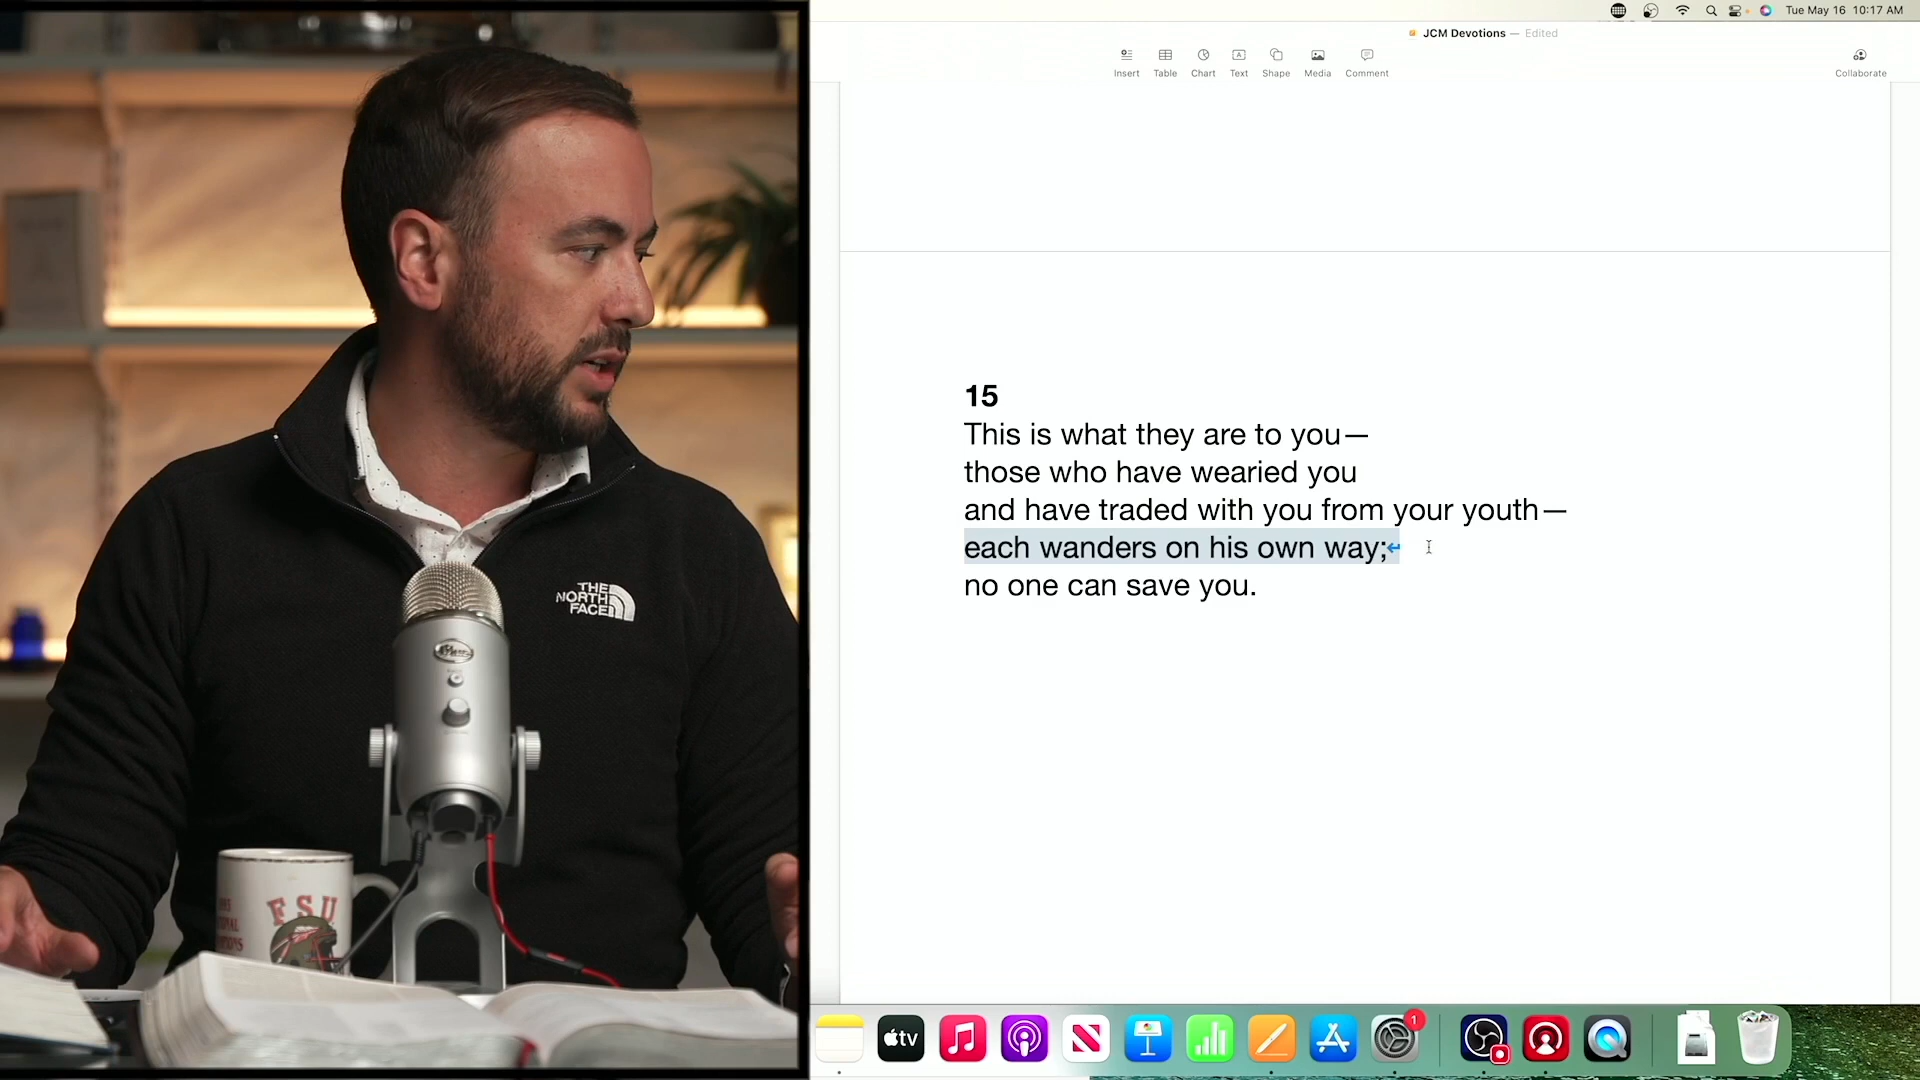 Tue May 16 10:17 AM
JCM Devotions — Edited
Insert Table Chart Text Shape Media Comment
Collaborate
15
This is what they are to you—
those who have wearied you
and have traded with you from your youth—
each wanders on his own way;
no one can save you.
THE
NORTH
FACE
FSU
tv
1